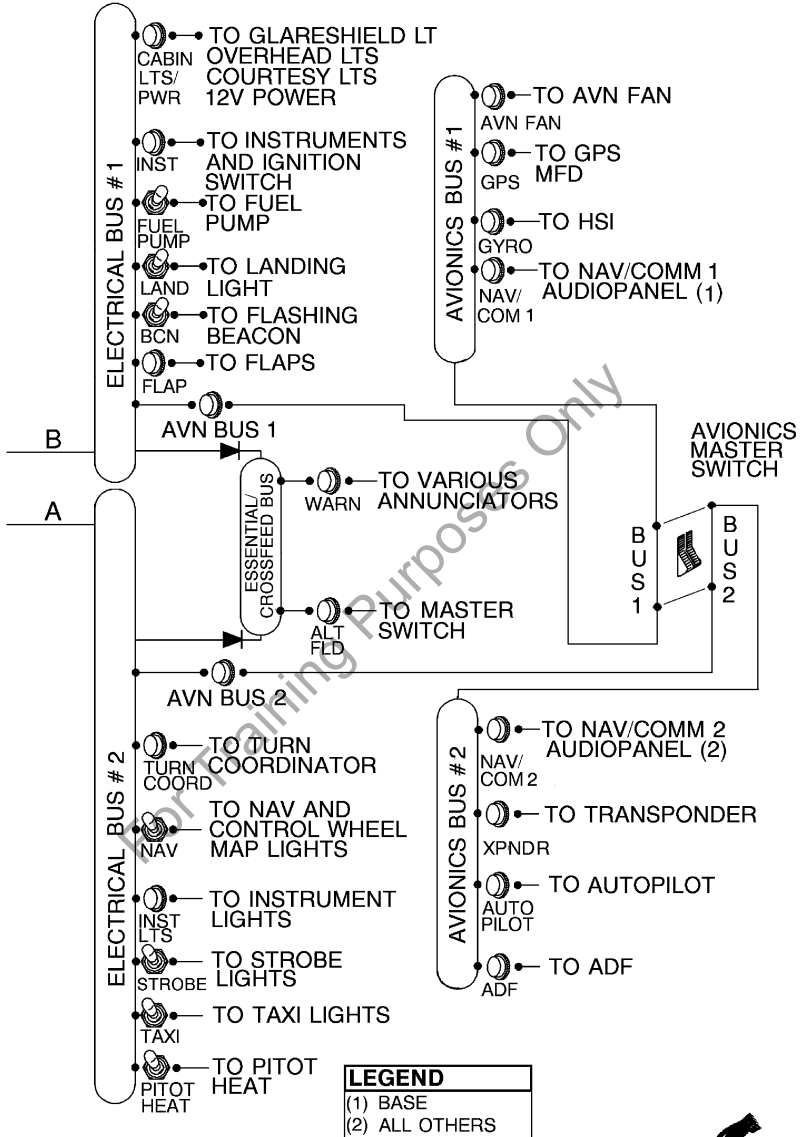 ELECTRICAL BUS #1
CABIN
LTS/
PWR
TO GLARESHIELD LT
OVERHEAD LTS
COURTESY LTS
12V POWER
INST
TO INSTRUMENTS
AND IGNITION
SWITCH
FUEL
PUMP
TO FUEL
PUMP
LAND
TO LANDING
LIGHT
BCN
TO FLASHING
BEACON
FLAP
TO FLAPS
AVN BUS 1
B
A
ESSENTIAL/
CROSSFEED BUS
WARN
TO VARIOUS
ANNUNCIATORS
ALT
FLD
TO MASTER
SWITCH
AVN BUS 2
ELECTRICAL BUS #2
TURN
COORD
TO TURN
COORDINATOR
NAV
TO NAV AND
CONTROL WHEEL
MAP LIGHTS
INST
LTS
TO INSTRUMENT
LIGHTS
STROBE
TO STROBE
LIGHTS
TAXI
TO TAXI LIGHTS
PITOT
HEAT
TO PITOT
HEAT
AVIONICS BUS #1
AVN FAN
TO AVN FAN
GPS
TO GPS
MFD
GYRO
TO HSI
NAV/
COM 1
TO NAV/COMM 1
AUDIOPANEL (1)
AVIONICS
MASTER
SWITCH
BUS 1
BUS 2
AVIONICS BUS #2
NAV/
COM 2
TO NAV/COMM 2
AUDIOPANEL (2)
XPNDR
TO TRANSPONDER
AUTO
PILOT
TO AUTOPILOT
ADF
TO ADF
LEGEND
(1) BASE
(2) ALL OTHERS
For Training Purposes Only